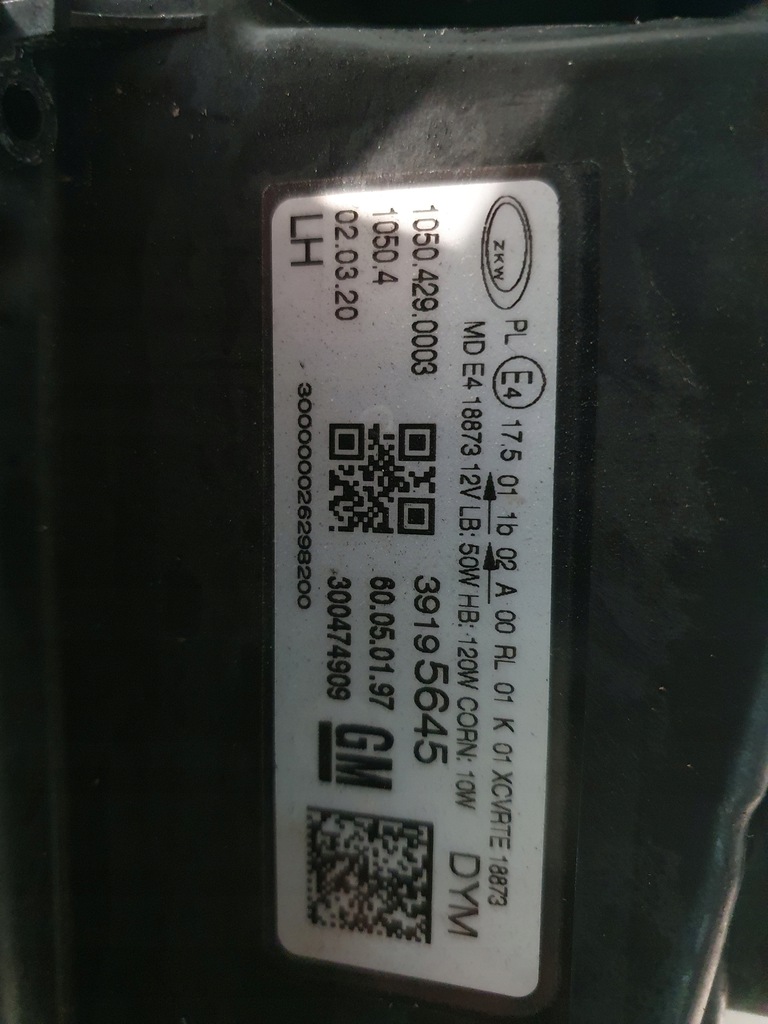 ZKW PL E4 17.5 01 1b 02 A 00 RL 01 K 01 XCVRTE 18873
MD E4 18873 12V LB: 50W HB: 120W CORN: 10W
DYM
1050.429.0003
39195645
1050.4
60.05.01.97
GM
02.03.20
300474909
LH
3000000026298200